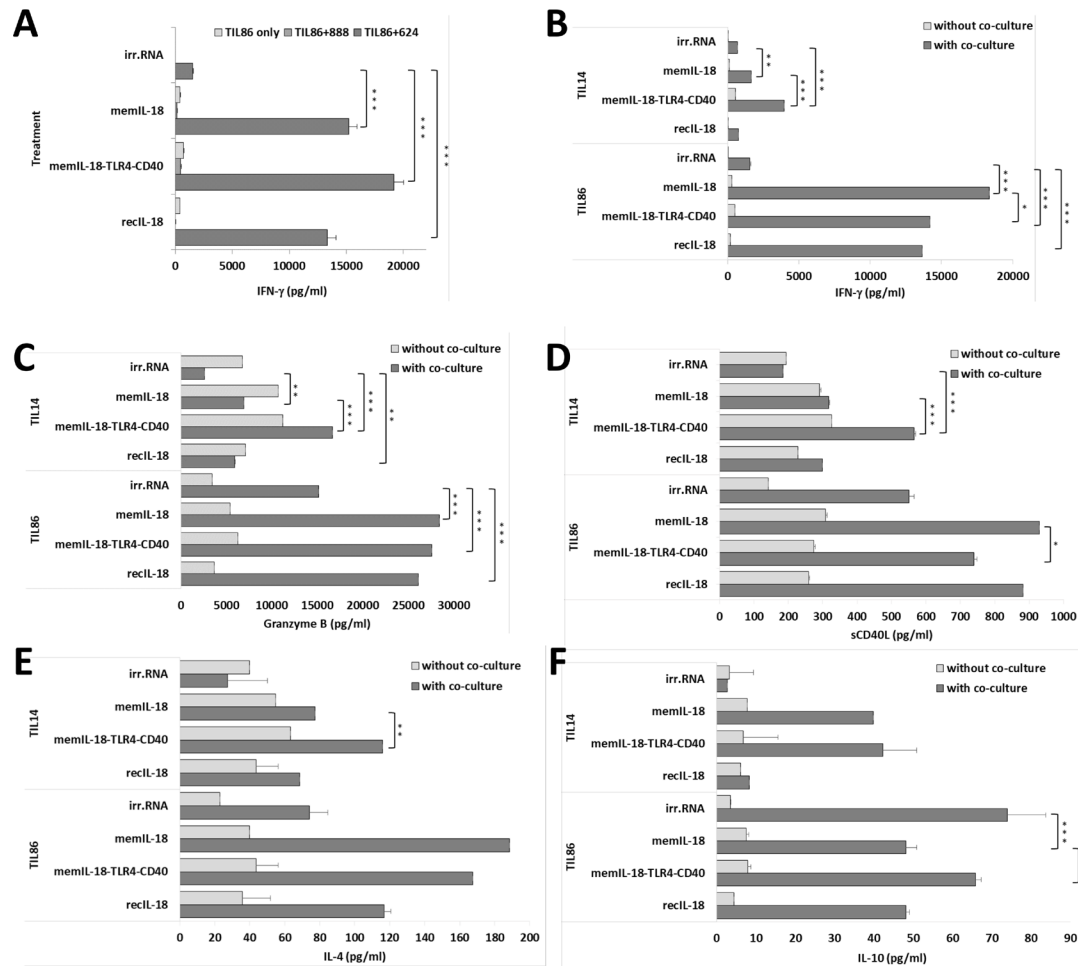 A
TIL86 only TIL86+888 TIL86+624
Treatment
irr.RNA
memIL-18
memIL-18-TLR4-CD40
recIL-18
***
***
***
0 5000 10000 15000 20000
IFN-γ (pg/ml)
B
without co-culture
with co-culture
TIL14
irr.RNA
memIL-18
memIL-18-TLR4-CD40
recIL-18
**
***
***
TIL86
irr.RNA
memIL-18
memIL-18-TLR4-CD40
recIL-18
***
*
***
***
0 5000 10000 15000 20000
IFN-γ (pg/ml)
C
without co-culture
with co-culture
TIL14
irr.RNA
memIL-18
memIL-18-TLR4-CD40
recIL-18
**
***
***
**
TIL86
irr.RNA
memIL-18
memIL-18-TLR4-CD40
recIL-18
***
***
***
0 5000 10000 15000 20000 25000 30000
Granzyme B (pg/ml)
D
without co-culture
with co-culture
TIL14
irr.RNA
memIL-18
memIL-18-TLR4-CD40
recIL-18
***
***
TIL86
irr.RNA
memIL-18
memIL-18-TLR4-CD40
recIL-18
*
0 100 200 300 400 500 600 700 800 900 1000
sCD40L (pg/ml)
E
without co-culture
with co-culture
TIL14
irr.RNA
memIL-18
memIL-18-TLR4-CD40
recIL-18
**
TIL86
irr.RNA
memIL-18
memIL-18-TLR4-CD40
recIL-18
0 20 40 60 80 100 120 140 160 180 200
IL-4 (pg/ml)
F
without co-culture
with co-culture
TIL14
irr.RNA
memIL-18
memIL-18-TLR4-CD40
recIL-18
TIL86
irr.RNA
memIL-18
memIL-18-TLR4-CD40
recIL-18
***
0 10 20 30 40 50 60 70 80 90
IL-10 (pg/ml)